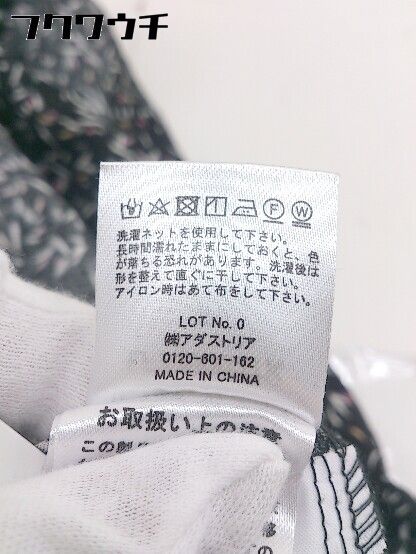 フクワウチ
洗濯ネットを使用して下さい。
長時間濡れたままにしておくと、色
が落ちる恐れがあります。洗濯後は
形を整えて直ぐに干して下さい。
アイロン時はあて布をして下さい。
LOT No. 0
㈱アダストリア
0120-601-162
MADE IN CHINA
お取扱い上の注意
この